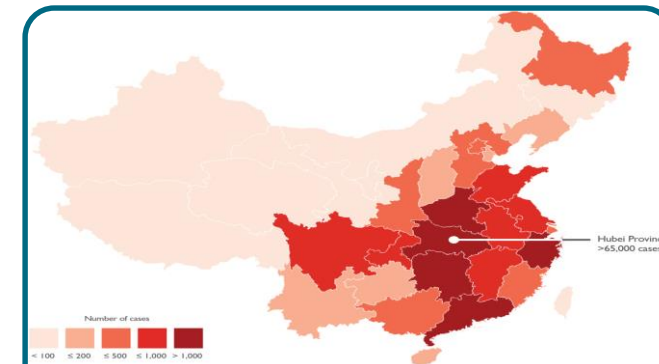 Hubei Provinc
>65,000 cases
Number of cases
< 100 ≤ 200 ≤ 500 ≤ 1,000 > 1,000